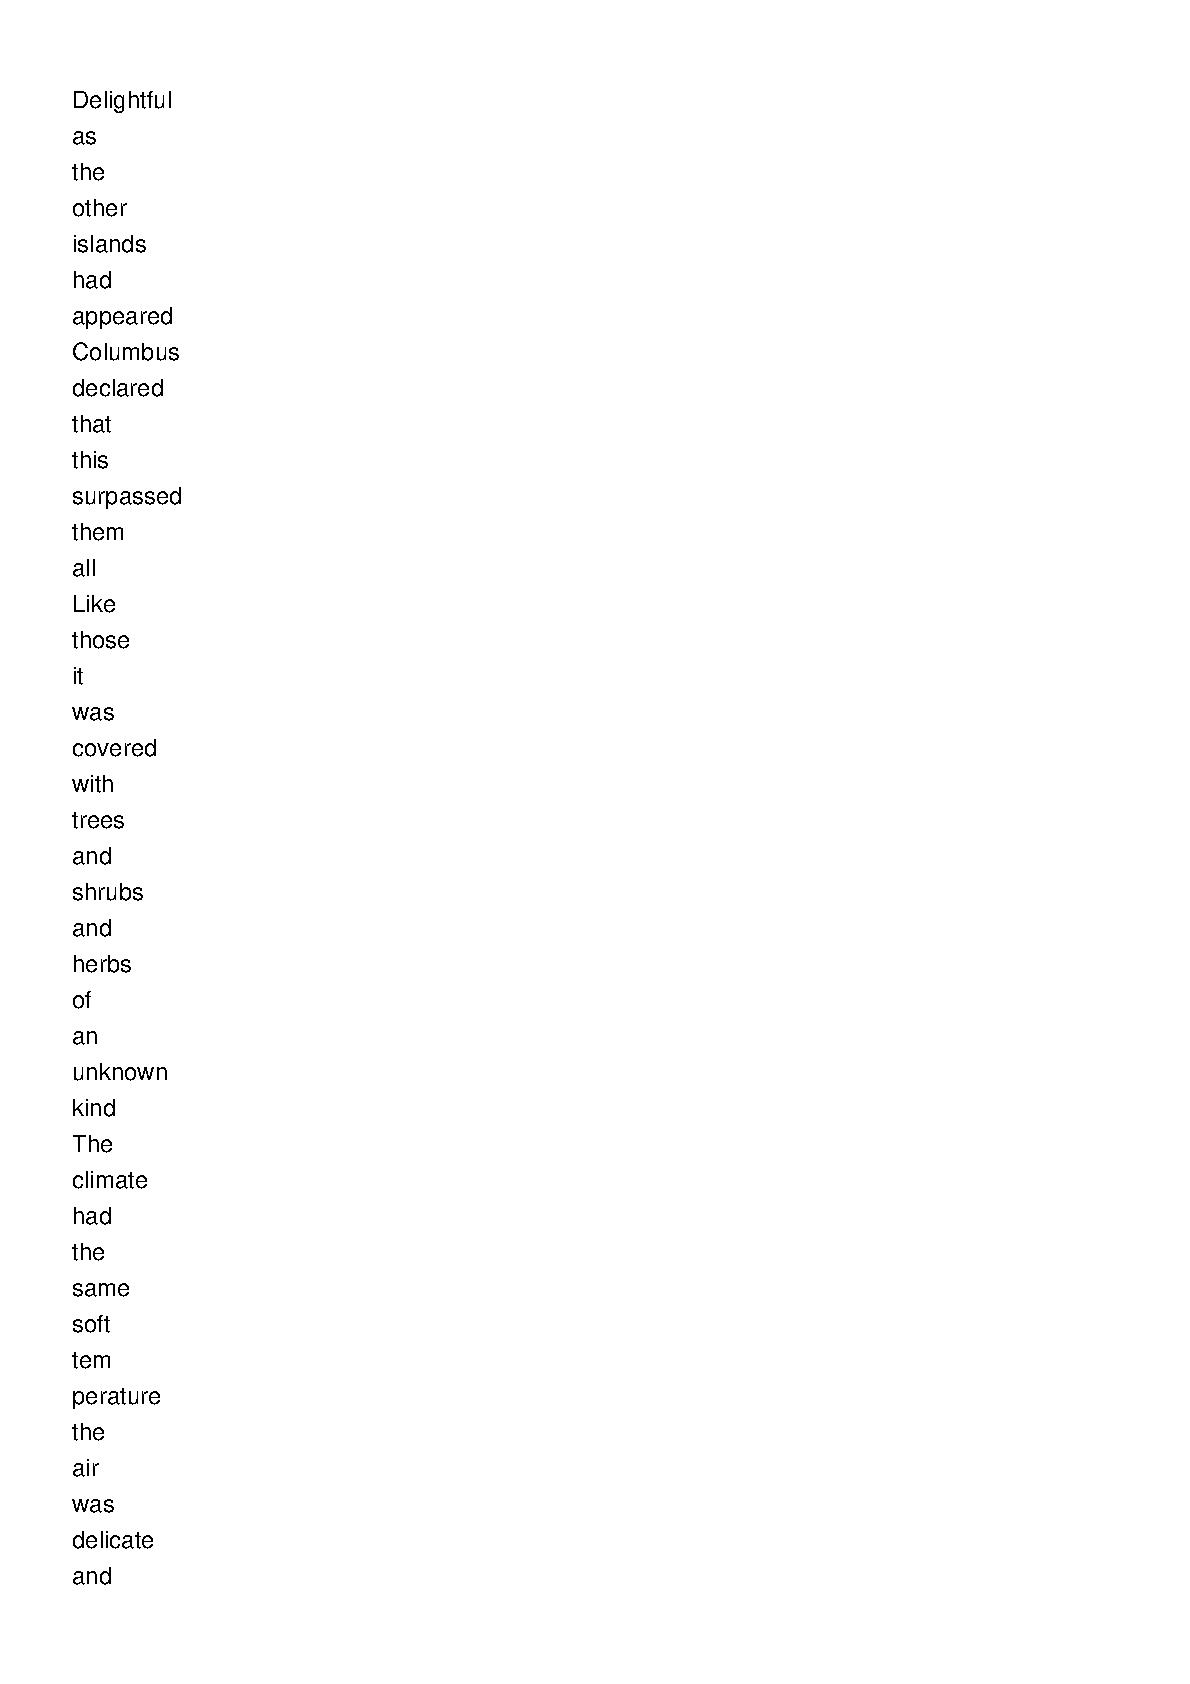 Delightful
as
the
other
islands
had
appeared
Columbus
declared
that
this
surpassed
them
all
Like
those
it
was
covered
with
trees
and
shrubs
and
herbs
of
an
unknown
kind
The
climate
had
the
same
soft
tem
perature
the
air
was
delicate
and